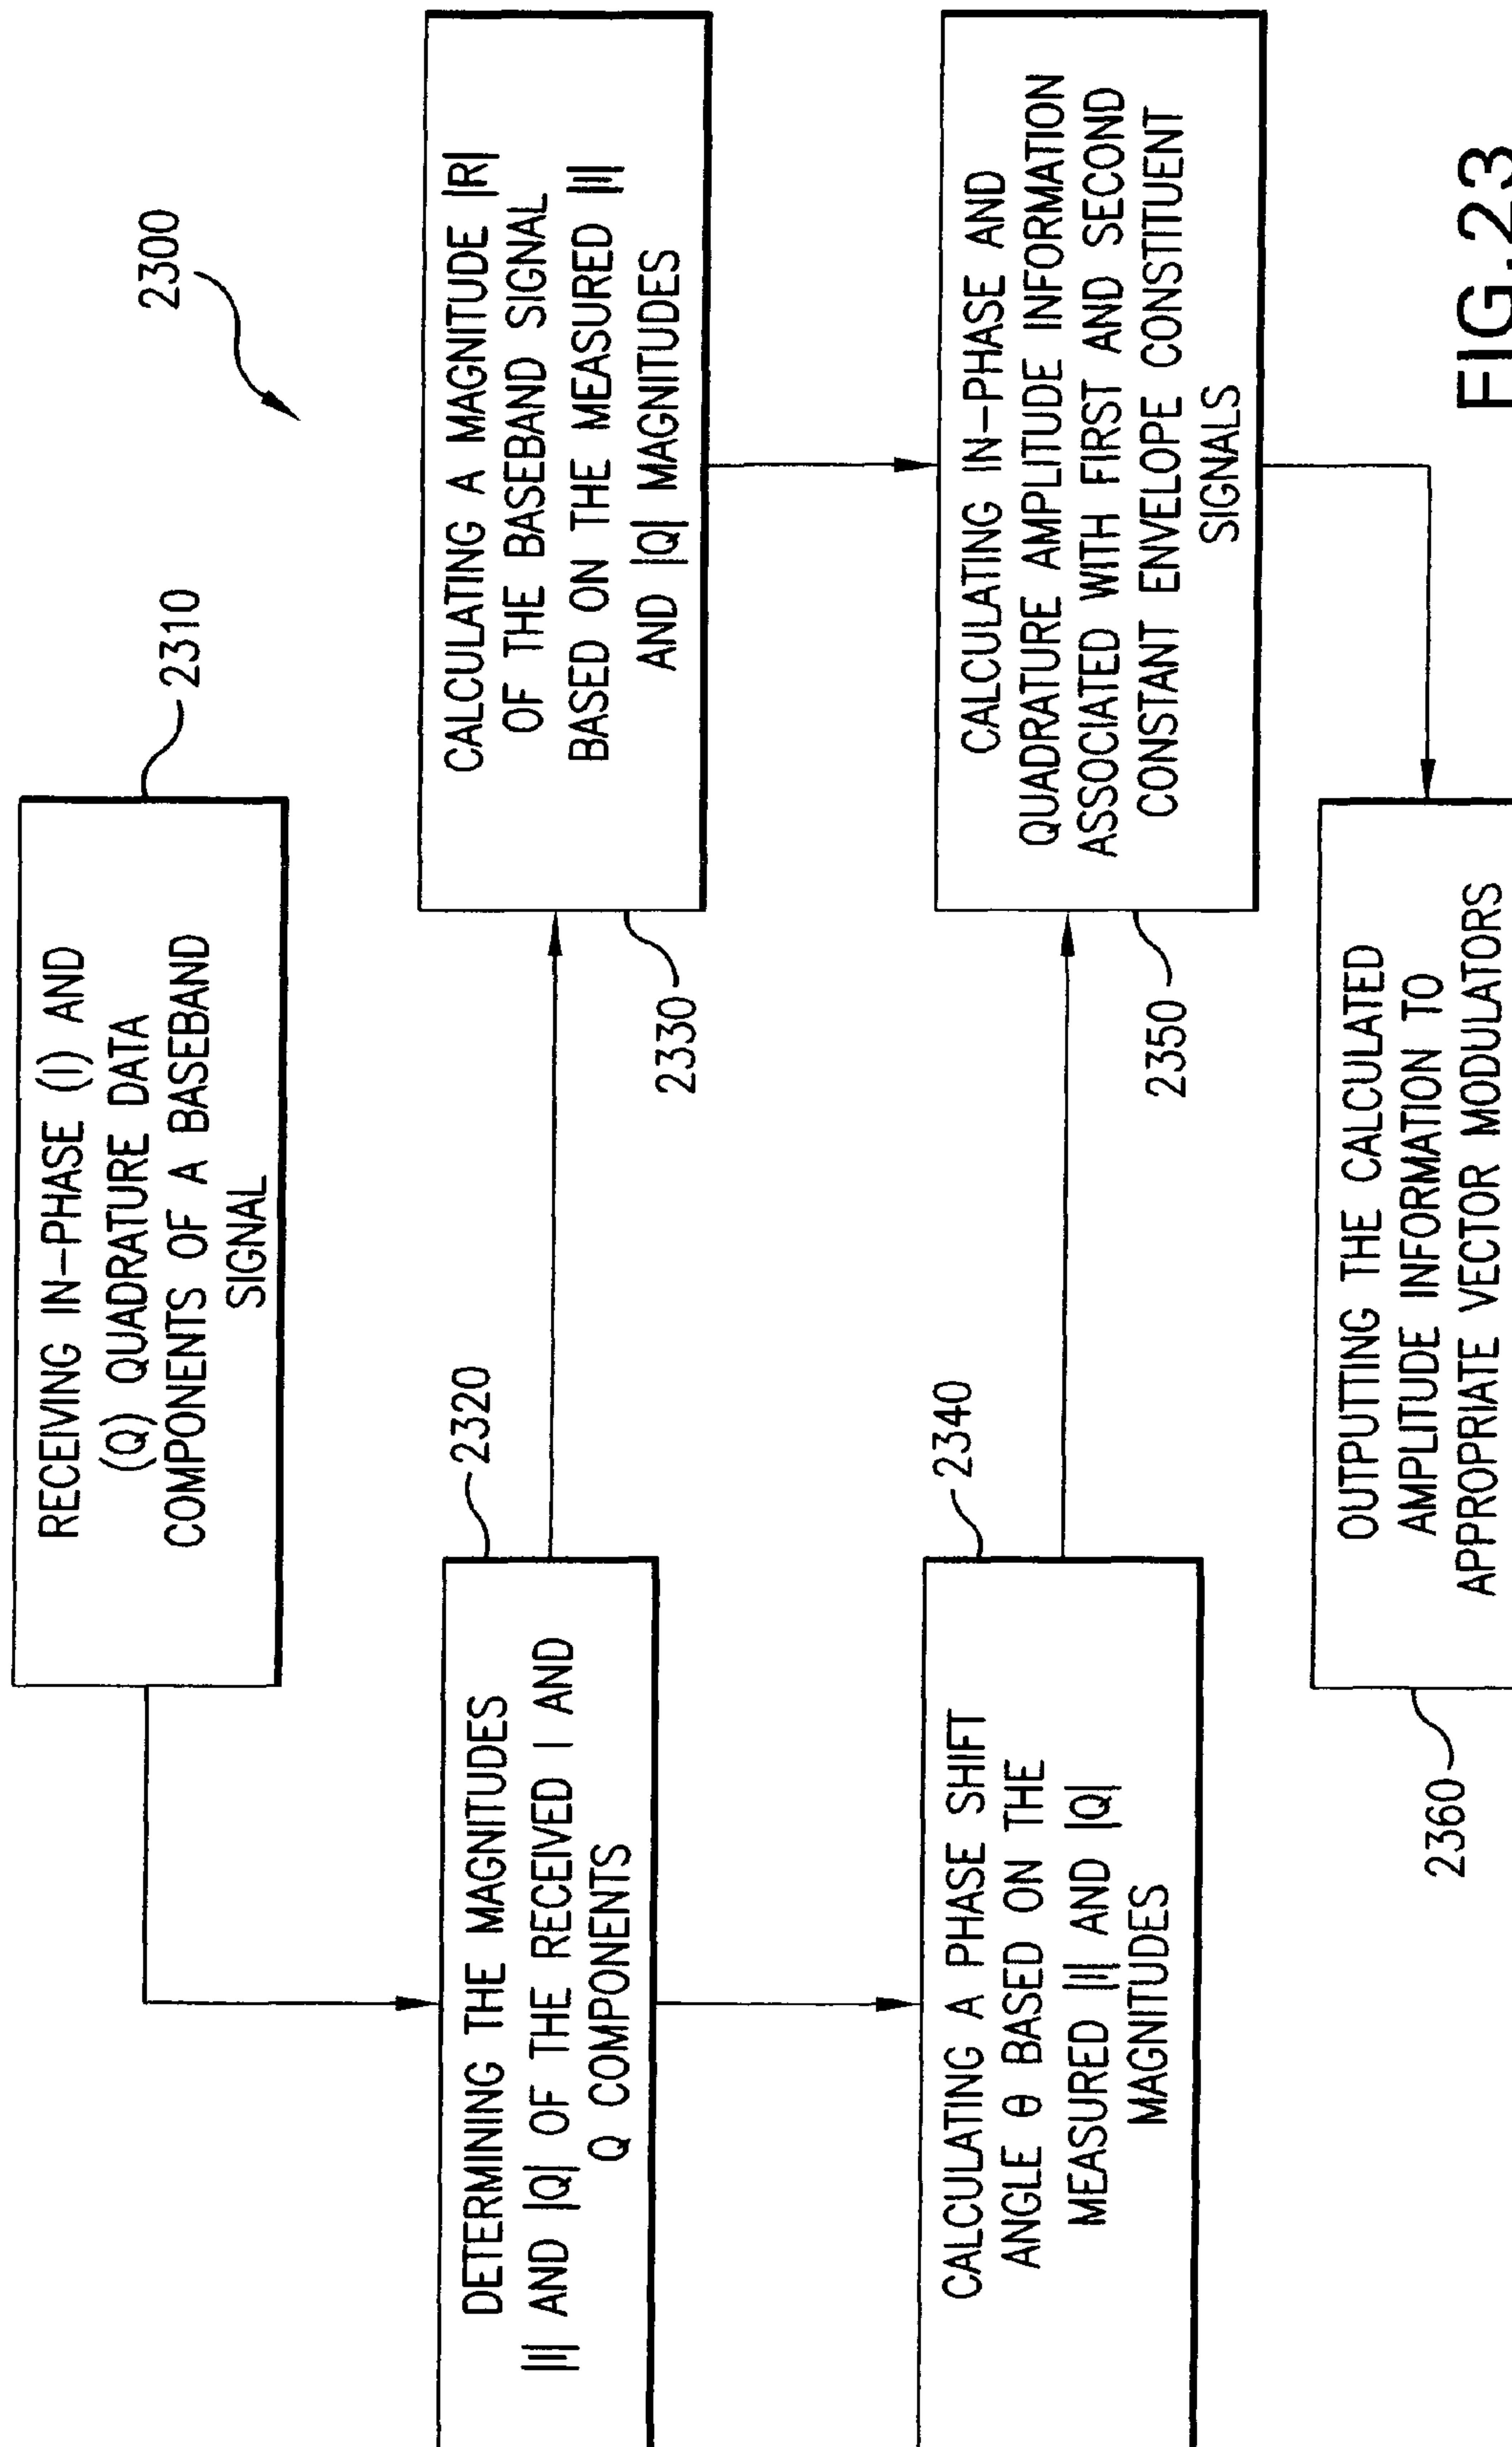 2300
RECEIVING IN-PHASE (I) AND
(Q) QUADRATURE DATA
COMPONENTS OF A BASEBAND
SIGNAL
2310
DETERMINING THE MAGNITUDES
|I| AND |Q| OF THE RECEIVED I AND
Q COMPONENTS
2320
CALCULATING A MAGNITUDE |R|
OF THE BASEBAND SIGNAL
BASED ON THE MEASURED |I|
AND |Q| MAGNITUDES
2330
CALCULATING A PHASE SHIFT
ANGLE θ BASED ON THE
MEASURED |I| AND |Q|
MAGNITUDES
2340
CALCULATING IN-PHASE AND
QUADRATURE AMPLITUDE INFORMATION
ASSOCIATED WITH FIRST AND SECOND
CONSTANT ENVELOPE CONSTITUENT
SIGNALS
2350
OUTPUTTING THE CALCULATED
AMPLITUDE INFORMATION TO
APPROPRIATE VECTOR MODULATORS
2360
FIG.23